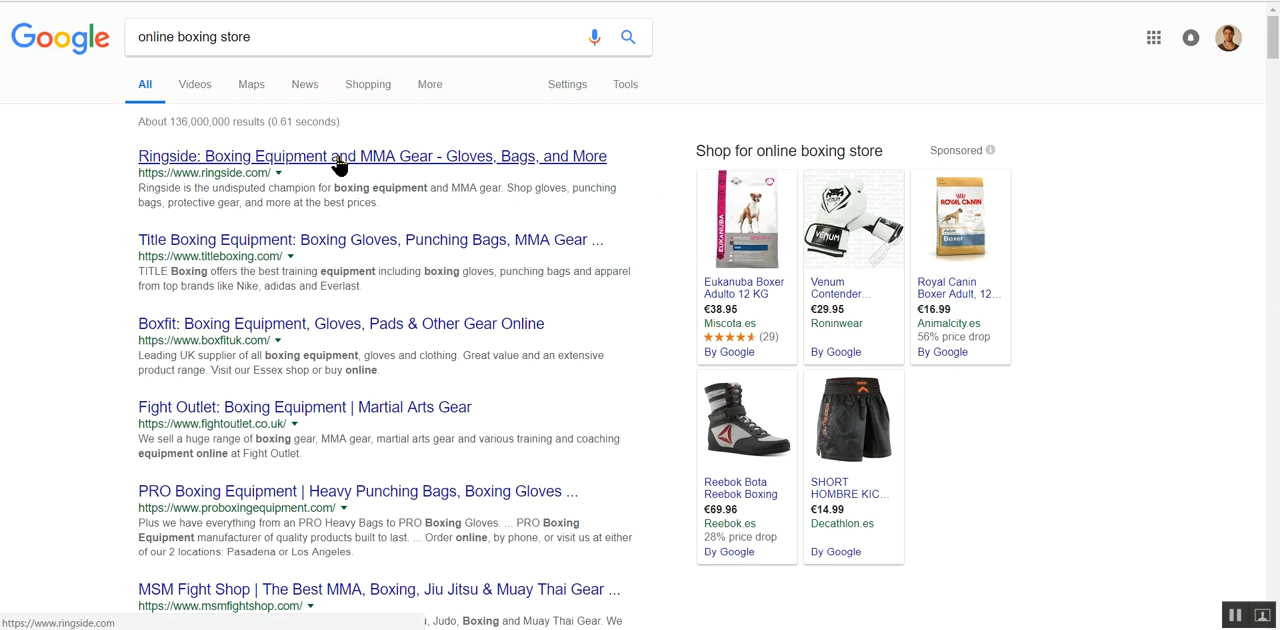 Google
online boxing store
All Videos Maps News Shopping More Settings Tools
About 136,000,000 results (0.61 seconds)
Ringside: Boxing Equipment and MMA Gear - Gloves, Bags, and More
https://www.ringside.com/
Ringside is the undisputed champion for boxing equipment and MMA gear. Shop gloves, punching
bags, protective gear, and more at the best prices.
Title Boxing Equipment: Boxing Gloves, Punching Bags, MMA Gear ...
https://www.titleboxing.com/
TITLE Boxing offers the best training equipment including boxing gloves, punching bags and apparel
from top brands like Nike, adidas and Everlast.
Boxfit: Boxing Equipment, Gloves, Pads & Other Gear Online
https://www.boxfituk.com/
Leading UK supplier of all boxing equipment, gloves and clothing. Great value and an extensive
product range. Visit our Essex shop or buy online.
Fight Outlet: Boxing Equipment | Martial Arts Gear
https://www.fightoutlet.co.uk/
We sell a huge range of boxing gear, MMA gear, martial arts gear and various training and coaching
equipment online at Fight Outlet.
PRO Boxing Equipment | Heavy Punching Bags, Boxing Gloves ...
https://www.proboxingequipment.com/
Plus we have everything from an PRO Heavy Bags to PRO Boxing Gloves. ... PRO Boxing
Equipment manufacturer of quality products built to last. ... Order online, by phone, or visit us at either
of our 2 locations: Pasadena or Los Angeles.
MSM Fight Shop | The Best MMA, Boxing, Jiu Jitsu & Muay Thai Gear ...
https://www.msmfightshop.com/
, Judo, Boxing and Muay Thai Gear. We
https://www.ringside.com
Shop for online boxing store
Sponsored
EUKANUBA
Eukanuba Boxer
Adulto 12 KG
€38.95
Miscota.es
(29)
By Google
VENUM
Venum
Contender...
€29.95
Roninwear
By Google
ROYAL CANIN
Boxer
Royal Canin
Boxer Adult, 12...
€16.99
Animalcity.es
56% price drop
By Google
Reebok Bota
Reebok Boxing
€69.96
Reebok.es
28% price drop
By Google
SHORT
HOMBRE KIC...
€14.99
Decathlon.es
By Google